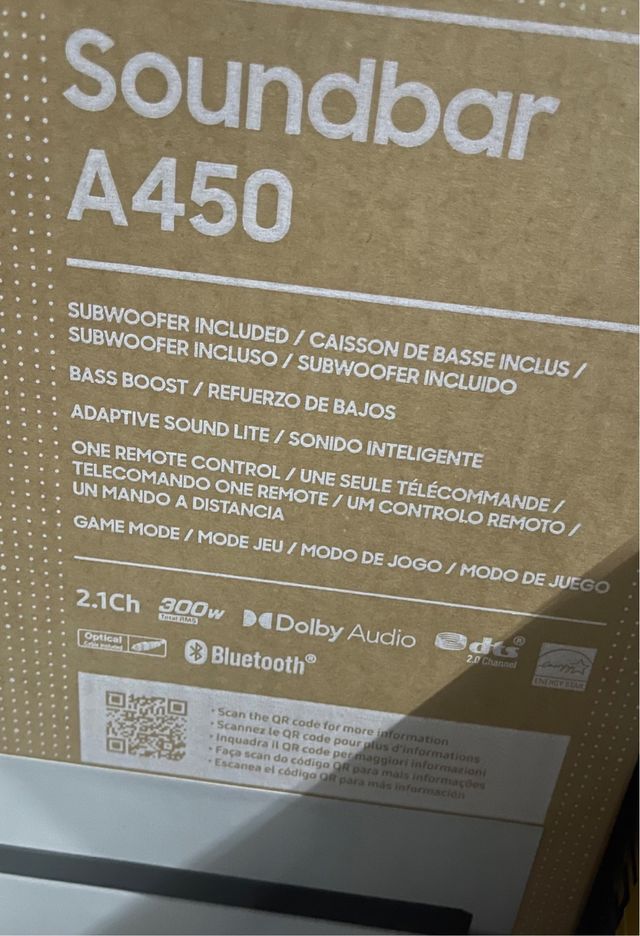 Soundbar
A450
SUBWOOFER INCLUDED / CAISSON DE BASSE INCLUS /
SUBWOOFER INCLUSO / SUBWOOFER INCLUIDO
BASS BOOST / REFUERZO DE BAJOS
ADAPTIVE SOUND LITE / SONIDO INTELIGENTE
ONE REMOTE CONTROL / UNE SEULE TÉLÉCOMMANDE /
TELECOMANDO ONE REMOTE / UM CONTROLO REMOTO /
UN MANDO A DISTANCIA
GAME MODE / MODE JEU / MODO DE JOGO / MODO DE JUEGO
2.1Ch 300W Total RMS Dolby Audio dts® 2.0 Channel
Optical Cable included Bluetooth® energy ENERGY STAR
• Scan the QR code for more information
• Scannez le QR code pour plus d'informations
• Inquadra il QR code per maggiori informazioni
• Faça scan do código QR para mais informações
• Escanea el código QR para más información